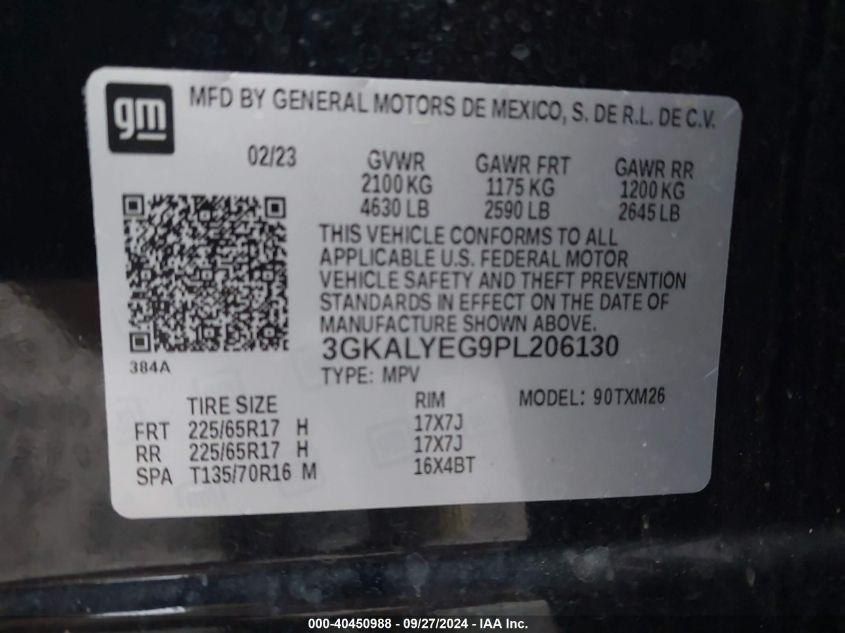 gm
MFD BY GENERAL MOTORS DE MEXICO, S. DE R.L. DE C.V.
02/23 GVWR GAWR FRT GAWR RR
2100 KG 1175 KG 1200 KG
4630 LB 2590 LB 2645 LB
THIS VEHICLE CONFORMS TO ALL
APPLICABLE U.S. FEDERAL MOTOR
VEHICLE SAFETY AND THEFT PREVENTION
STANDARDS IN EFFECT ON THE DATE OF
MANUFACTURE SHOWN ABOVE.
3GKALYEG9PL206130
384A
TYPE: MPV
TIRE SIZE RIM MODEL: 90TXM26
FRT 225/65R17 H 17X7J
RR 225/65R17 H 17X7J
SPA T135/70R16 M 16X4BT
000-40450988 - 09/27/2024 - IAA Inc.